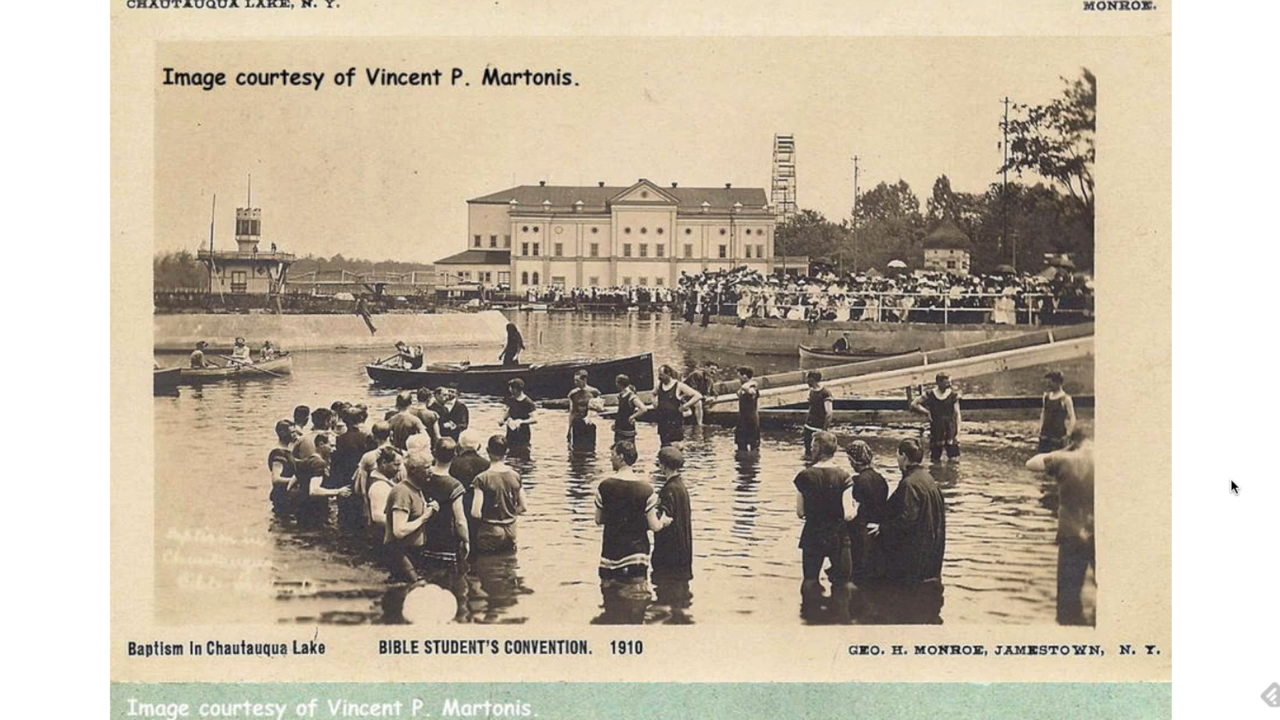 CHAUTAUQUA LAKE, N. Y. MONROE.
Image courtesy of Vincent P. Martonis.
Baptism in Chautauqua Lake BIBLE STUDENT'S CONVENTION. 1910 GEO. H. MONROE, JAMESTOWN, N. Y.
Image courtesy of Vincent P. Martonis.